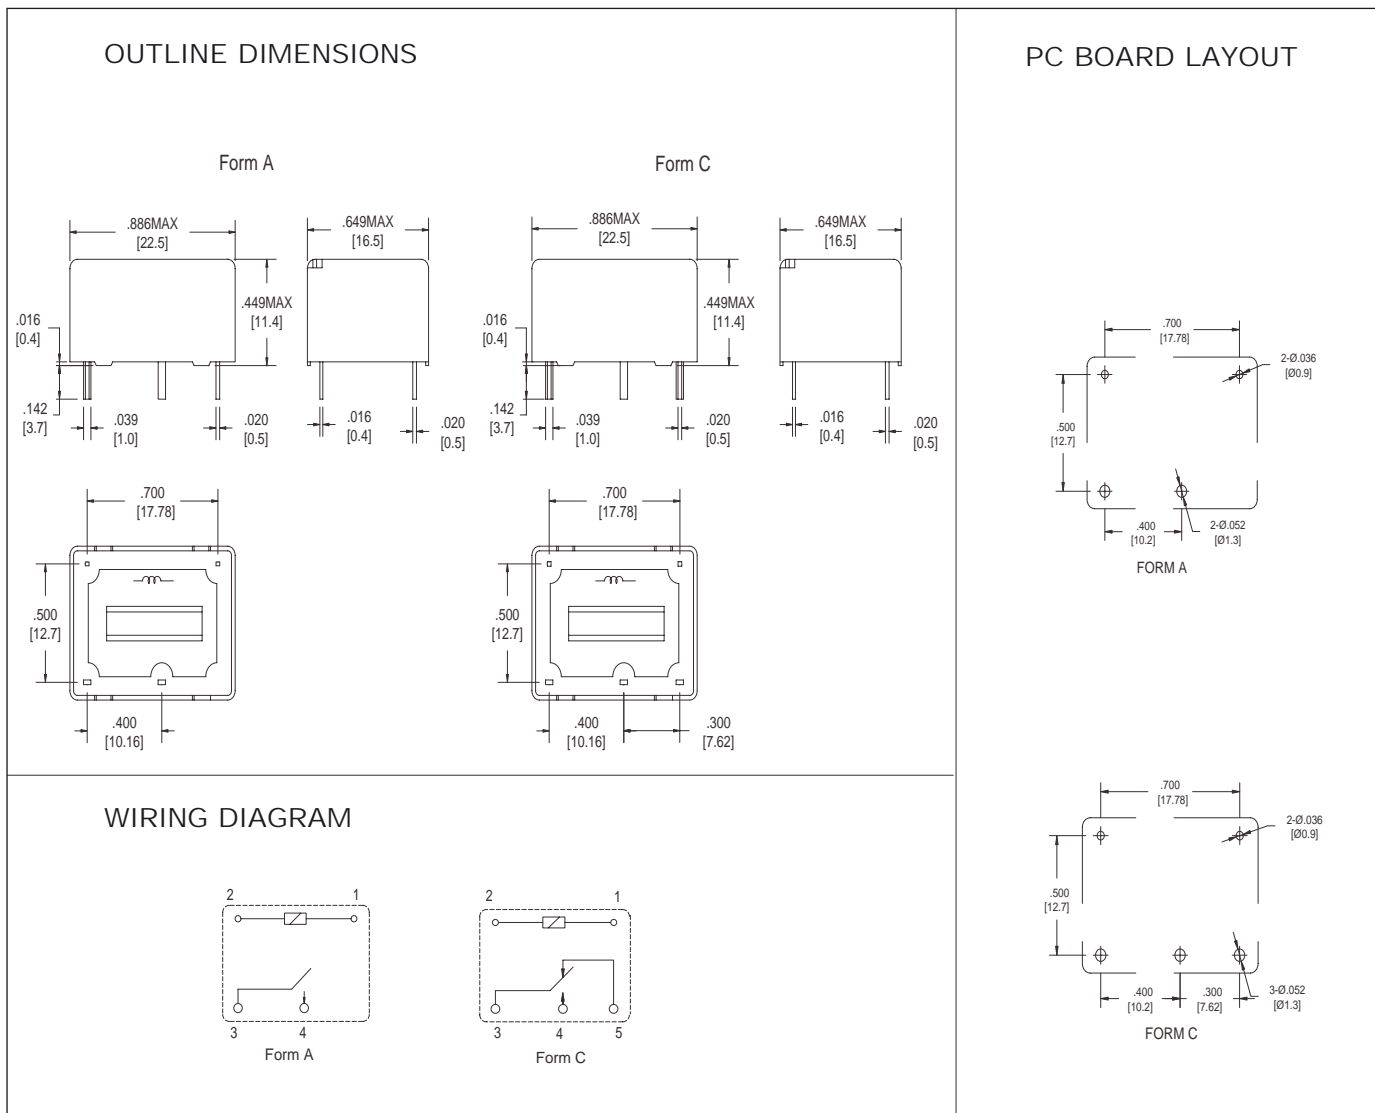 OUTLINE DIMENSIONS
Form A
.886MAX
[22.5]
.649MAX
[16.5]
.449MAX
[11.4]
.016
[0.4]
.142
[3.7]
.039
[1.0]
.020
[0.5]
.016
[0.4]
.020
[0.5]
.700
[17.78]
.500
[12.7]
.400
[10.16]
Form C
.886MAX
[22.5]
.649MAX
[16.5]
.449MAX
[11.4]
.016
[0.4]
.142
[3.7]
.039
[1.0]
.020
[0.5]
.016
[0.4]
.020
[0.5]
.700
[17.78]
.500
[12.7]
.400
[10.16]
.300
[7.62]
WIRING DIAGRAM
2
1
3
4
Form A
2
1
3
4
5
Form C
PC BOARD LAYOUT
.700
[17.78]
2-Ø.036
[Ø0.9]
.500
[12.7]
.400
[10.2]
2-Ø.052
[Ø1.3]
FORM A
.700
[17.78]
2-Ø.036
[Ø0.9]
.500
[12.7]
.400
[10.2]
.300
[7.62]
3-Ø.052
[Ø1.3]
FORM C